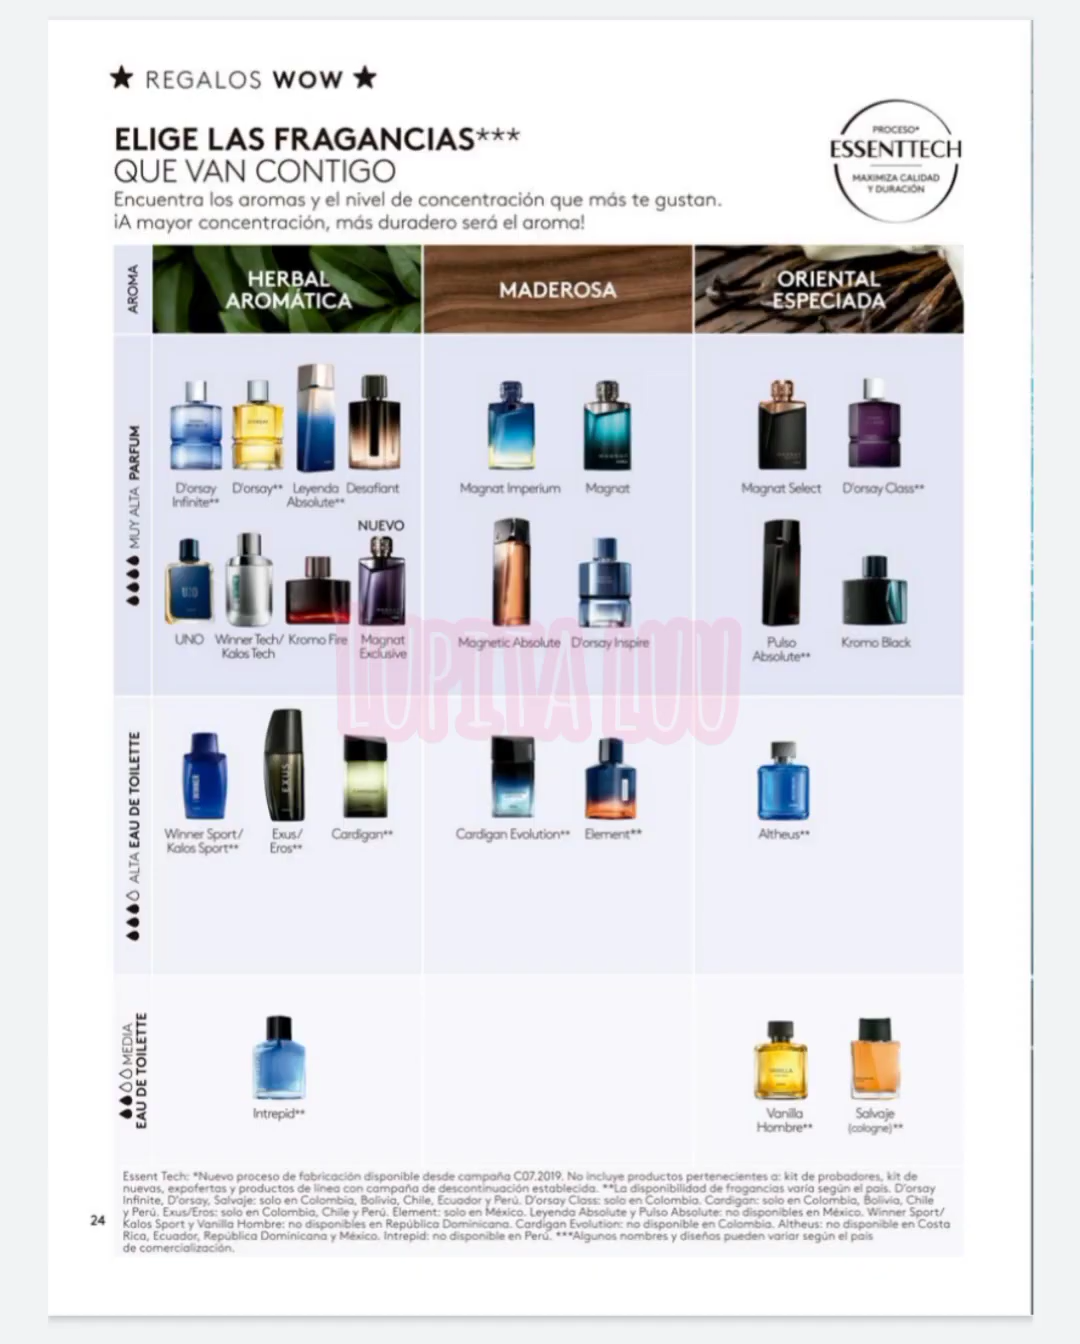 ★ REGALOS WOW ★
ELIGE LAS FRAGANCIAS***
QUE VAN CONTIGO
Encuentra los aromas y el nivel de concentración que más te gustan.
¡A mayor concentración, más duradero será el aroma!
PROCESO*
ESSENTTECH
MAXIMIZA CALIDAD
Y DURACIÓN
AROMA
HERBAL
AROMÁTICA
MADEROSA
ORIENTAL
ESPECIADA
MUY ALTA PARFUM
D'orsay
Infinite**
D'orsay**
Leyenda
Absolute**
Desafiant
Magnat Imperium
Magnat
Magnat Select
D'orsay Class**
NUEVO
UNO
UNO
Winner Tech/
Kalos Tech
Kromo Fire
Magnat
Exclusive
Magnetic Absolute
D'orsay Inspire
Pulso
Absolute**
Kromo Black
LUPITA LUU
ALTA EAU DE TOILETTE
WINNER
EXUS
Winner Sport/
Kalos Sport**
Exus/
Eros**
Cardigan**
Cardigan Evolution**
Element**
Altheus**
MEDIA
EAU DE TOILETTE
Intrepid**
Vanilla
Hombre**
Salvaje
(cologne)**
Essent Tech: *Nuevo proceso de fabricación disponible desde campaña C07.2019. No incluye productos pertenecientes a: kit de probadores, kit de
nuevas, expofertas y productos de línea con campaña de descontinuación establecida. **La disponibilidad de fragancias varía según el país. D'orsay
Infinite, D'orsay, Salvaje: solo en Colombia, Bolivia, Chile, Ecuador y Perú. D'orsay Class: solo en Colombia. Cardigan: solo en Colombia, Bolivia, Chile
y Perú. Exus/Eros: solo en Colombia, Chile y Perú. Element: solo en México. Leyenda Absolute y Pulso Absolute: no disponibles en México. Winner Sport/
Kalos Sport y Vanilla Hombre: no disponibles en República Dominicana. Cardigan Evolution: no disponible en Colombia. Altheus: no disponible en Costa
Rica, Ecuador, República Dominicana y México. Intrepid: no disponible en Perú. ***Algunos nombres y diseños pueden variar según el país
de comercialización.
24